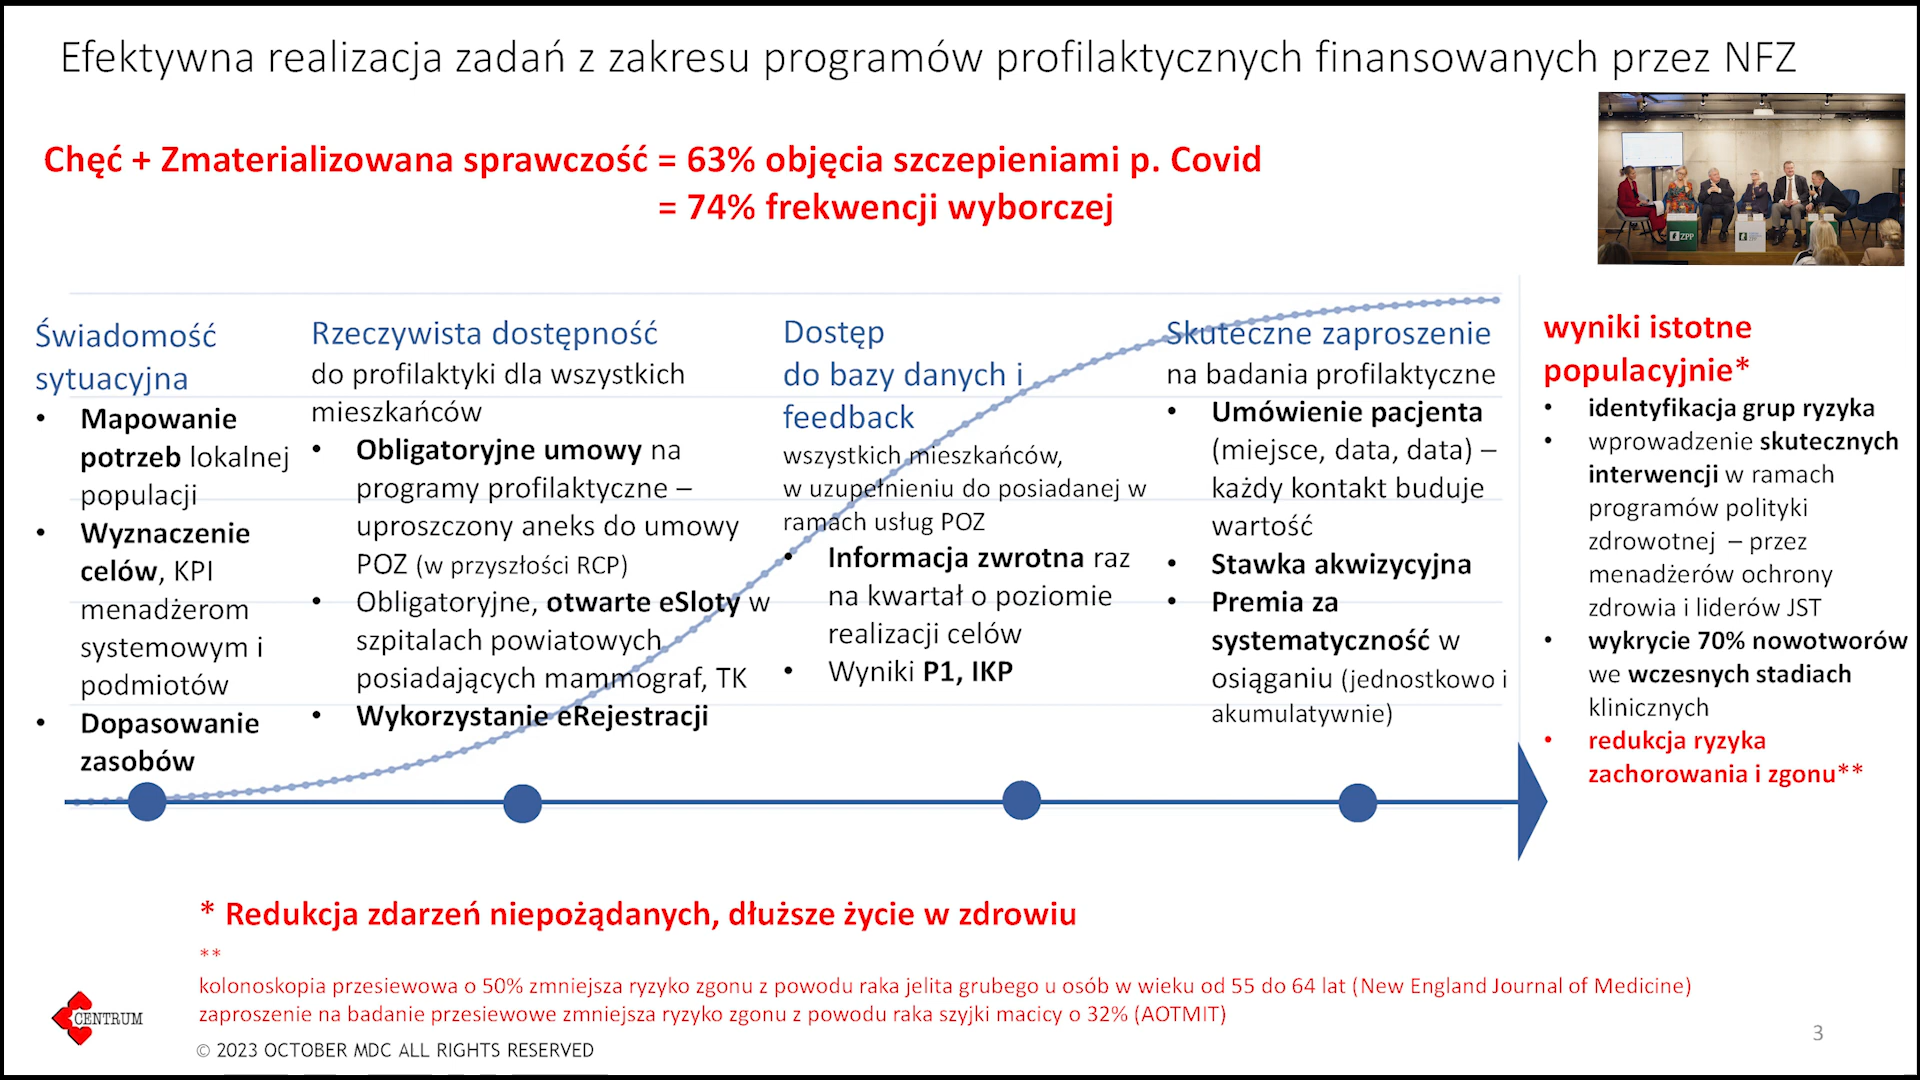 Efektywna realizacja zadań z zakresu programów profilaktycznych finansowanych przez NFZ
Chęć + Zmaterializowana sprawczość = 63% objęcia szczepieniami p. Covid
= 74% frekwencji wyborczej
ZPP
Świadomość
sytuacyjna
• Mapowanie
potrzeb lokalnej
populacji
• Wyznaczenie
celów, KPI
menadżerom
systemowym i
podmiotów
• Dopasowanie
zasobów
Rzeczywista dostępność
do profilaktyki dla wszystkich
mieszkańców
• Obligatoryjne umowy na
programy profilaktyczne –
uproszczony aneks do umowy
POZ (w przyszłości RCP)
• Obligatoryjne, otwarte eSloty w
szpitalach powiatowych
posiadających mammograf, TK
• Wykorzystanie eRejestracji
Dostęp
do bazy danych i
feedback
wszystkich mieszkańców,
w uzupełnieniu do posiadanej w
ramach usług POZ
• Informacja zwrotna raz
na kwartał o poziomie
realizacji celów
• Wyniki P1, IKP
Skuteczne zaproszenie
na badania profilaktyczne
• Umówienie pacjenta
(miejsce, data, data) –
każdy kontakt buduje
wartość
• Stawka akwizycyjna
• Premia za
systematyczność w
osiąganiu (jednostkowo i
akumulatywnie)
wyniki istotne
populacyjnie*
• identyfikacja grup ryzyka
• wprowadzenie skutecznych
interwencji w ramach
programów polityki
zdrowotnej – przez
menadżerów ochrony
zdrowia i liderów JST
• wykrycie 70% nowotworów
we wczesnych stadiach
klinicznych
• redukcja ryzyka
zachorowania i zgonu**
* Redukcja zdarzeń niepożądanych, dłuższe życie w zdrowiu
**
kolonoskopia przesiewowa o 50% zmniejsza ryzyko zgonu z powodu raka jelita grubego u osób w wieku od 55 do 64 lat (New England Journal of Medicine)
zaproszenie na badanie przesiewowe zmniejsza ryzyko zgonu z powodu raka szyjki macicy o 32% (AOTMIT)
CENTRUM
© 2023 OCTOBER MDC ALL RIGHTS RESERVED
3